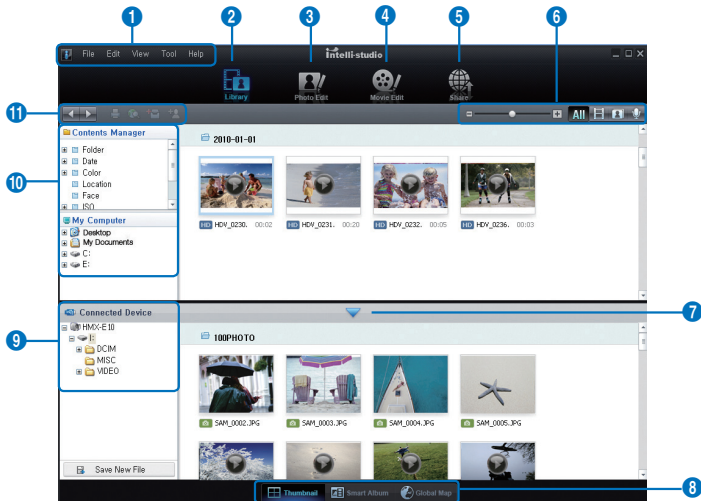 1 2 3 4 5 6
File Edit View Tool Help
intelli-studio
Library Photo Edit Movie Edit Share
11
All
Contents Manager
Folder
Date
Color
Location
Face
ISO
10
My Computer
Desktop
My Documents
C:
E:
2010-01-01
HD HDV_0230. 00:02
HD HDV_0231. 00:20
HD HDV_0232. 00:05
HD HDV_0236. 00:03
7
9
Connected Device
HMX-E10
I:
DCIM
MISC
VIDEO
100PHOTO
SAM_0002.JPG
SAM_0003.JPG
SAM_0004.JPG
SAM_0005.JPG
Save New File
Thumbnail Smart Album Global Map
8